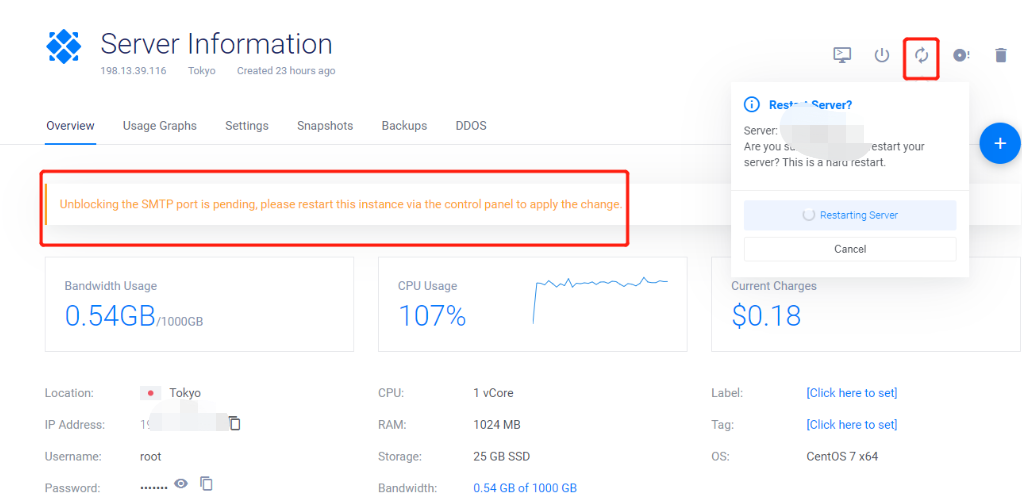 Server Information
198.13.39.116 Tokyo Created 23 hours ago
Overview Usage Graphs Settings Snapshots Backups DDOS
Restart Server?
Server:
Are you restart your
server? This is a hard restart.
Restarting Server
Cancel
+
Unblocking the SMTP port is pending, please restart this instance via the control panel to apply the change.
Bandwidth Usage
0.54GB/1000GB
CPU Usage
107%
Current Charges
$0.18
Location: Tokyo
IP Address:
Username: root
Password: .......
CPU: 1 vCore
RAM: 1024 MB
Storage: 25 GB SSD
Bandwidth: 0.54 GB of 1000 GB
Label: [Click here to set]
Tag: [Click here to set]
OS: CentOS 7 x64